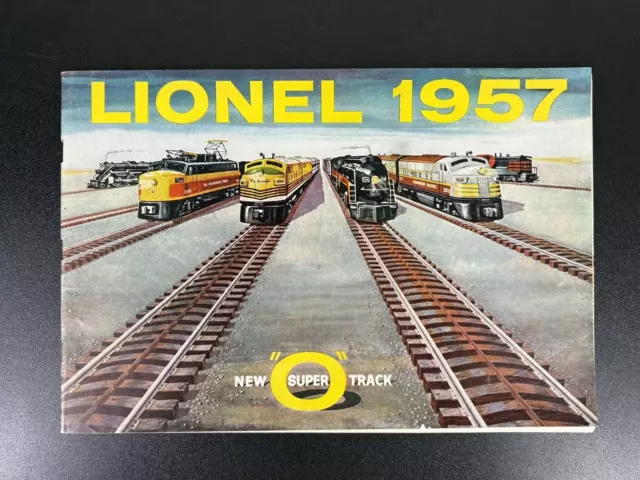 LIONEL 1957
NEW "O" TRACK
SUPER